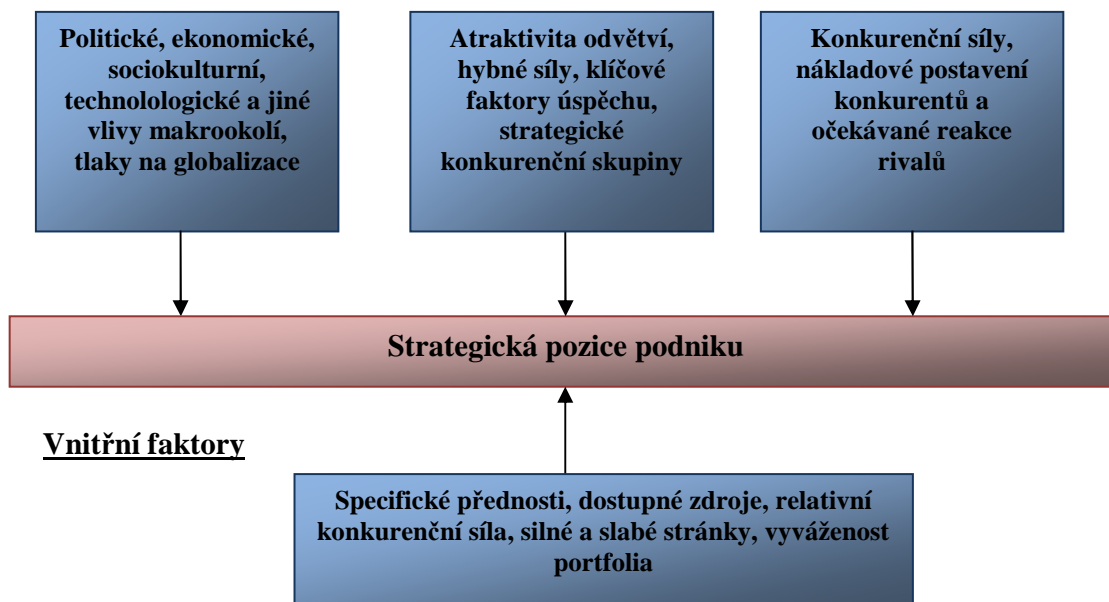 Politické, ekonomické,
sociokulturní,
technolologické a jiné
vlivy makrookolí,
tlaky na globalizace
Atraktivita odvětví,
hybné síly, klíčové
faktory úspěchu,
strategické
konkurenční skupiny
Konkurenční síly,
nákladové postavení
konkurentů a
očekávané reakce
rivalů
Strategická pozice podniku
Vnitřní faktory
Specifické přednosti, dostupné zdroje, relativní
konkurenční síla, silné a slabé stránky, vyváženost
portfolia